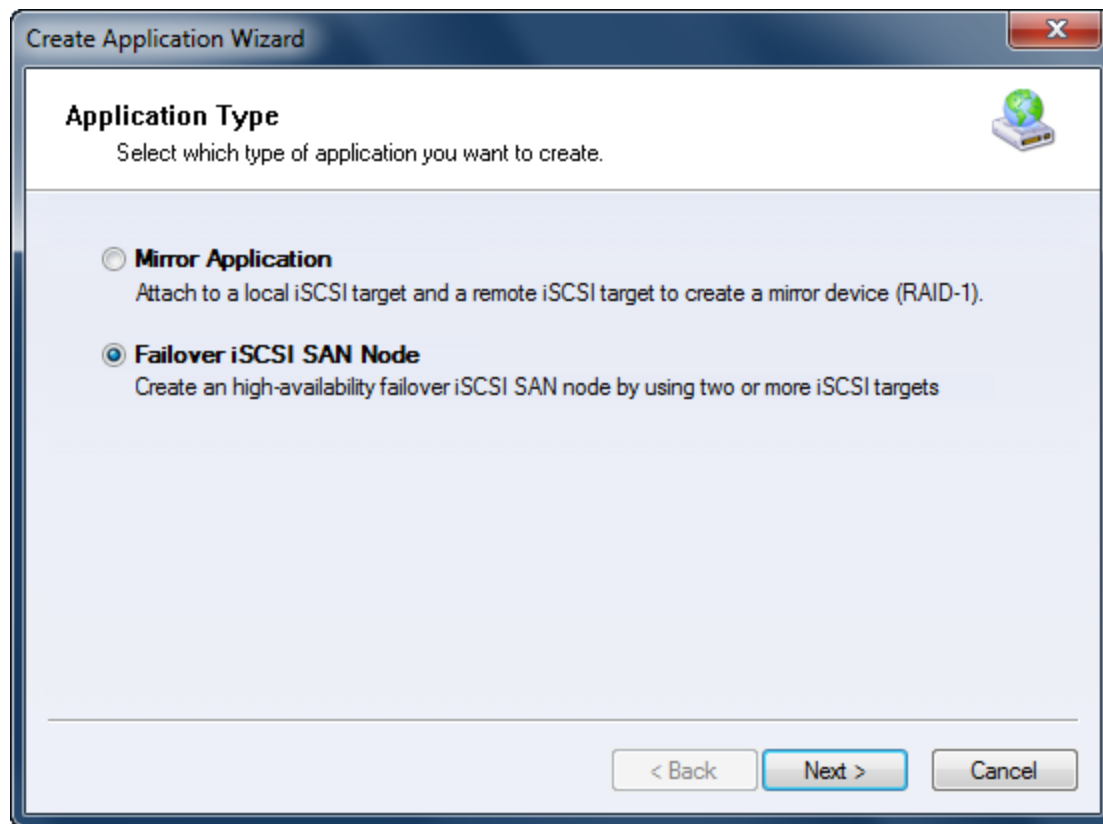 Create Application Wizard
Application Type
Select which type of application you want to create.
Mirror Application
Attach to a local iSCSI target and a remote iSCSI target to create a mirror device (RAID-1).
Failover iSCSI SAN Node
Create an high-availability failover iSCSI SAN node by using two or more iSCSI targets
< Back Next > Cancel